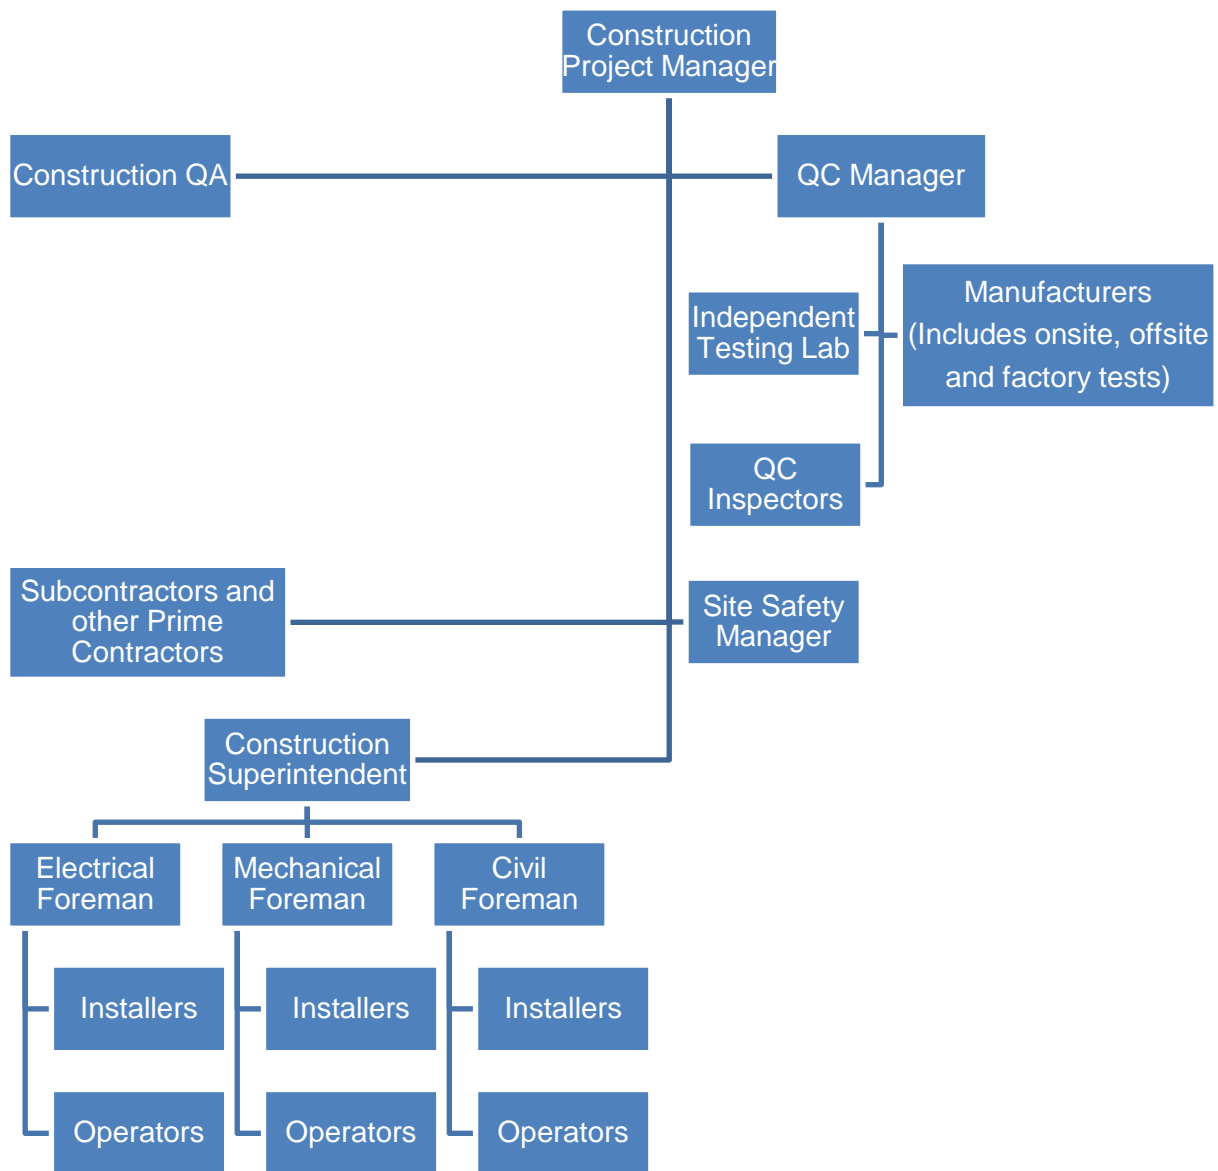 Construction
Project Manager
Construction QA
QC Manager
Independent
Testing Lab
Manufacturers
(Includes onsite, offsite
and factory tests)
QC
Inspectors
Subcontractors and
other Prime
Contractors
Site Safety
Manager
Construction
Superintendent
Electrical
Foreman
Mechanical
Foreman
Civil
Foreman
Installers
Installers
Installers
Operators
Operators
Operators